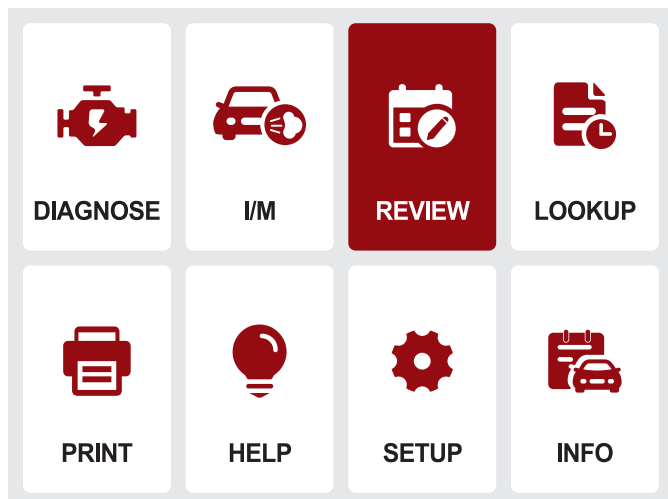 DIAGNOSE
I/M
REVIEW
LOOKUP
PRINT
HELP
SETUP
INFO